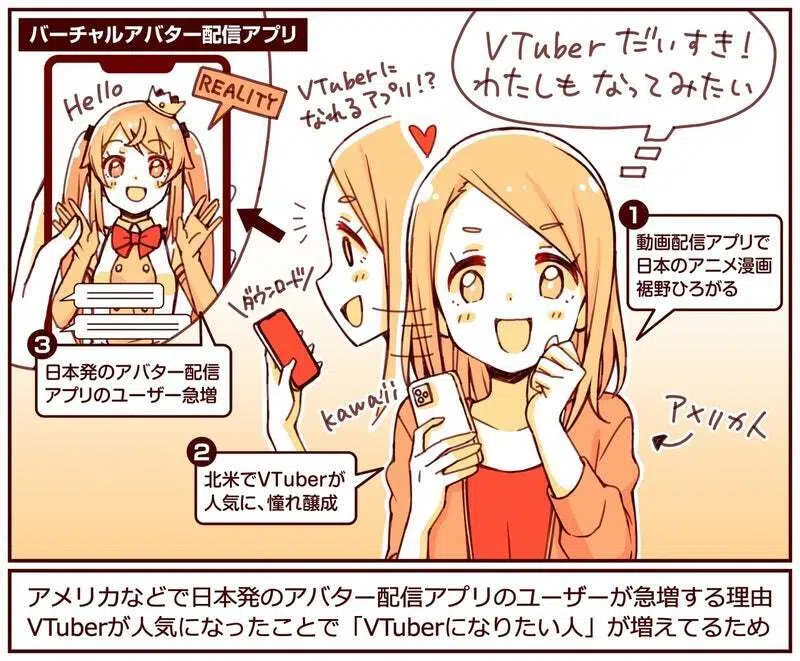 バーチャルアバター配信アプリ
Hello
REALITY
VTuberに
なれるアプリ!?
VTuber だいすき!
わたしも なってみたい
1
動画配信アプリで
日本のアニメ漫画
裾野ひろがる
ダウンロード
3
日本発のアバター配信
アプリのユーザー急増
kawaii
アメリカ人
2
北米でVTuberが
人気に、憧れ醸成
アメリカなどで日本発のアバター配信アプリのユーザーが急増する理由
VTuberが人気になったことで「VTuberになりたい人」が増えてるため